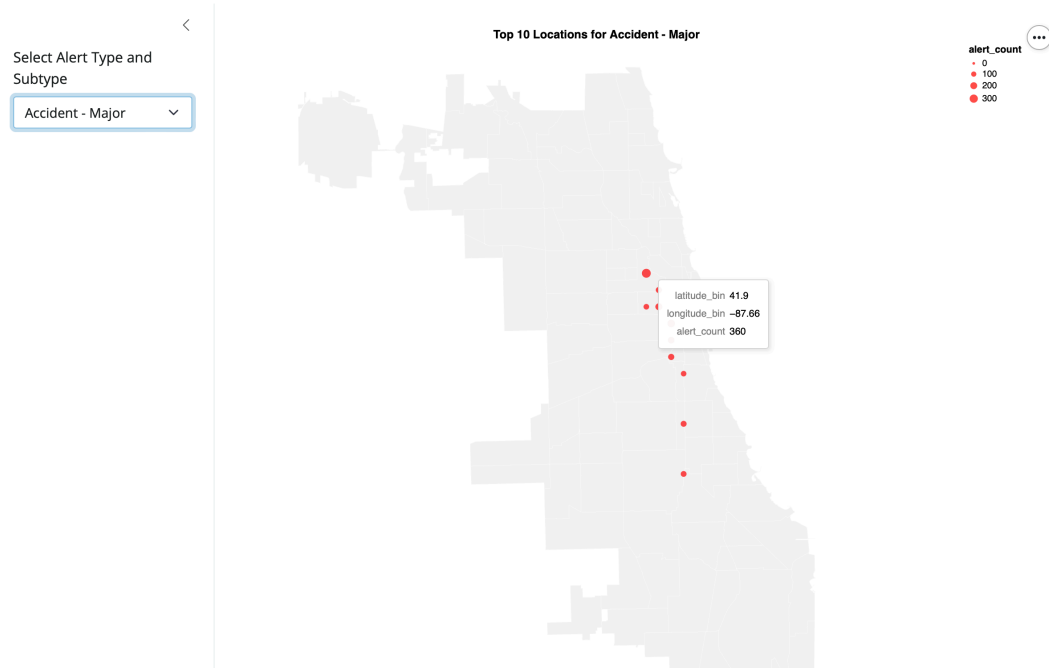 Select Alert Type and
Subtype
Accident - Major
Top 10 Locations for Accident - Major
alert_count
0
100
200
300
latitude_bin 41.9
longitude_bin −87.66
alert_count 360